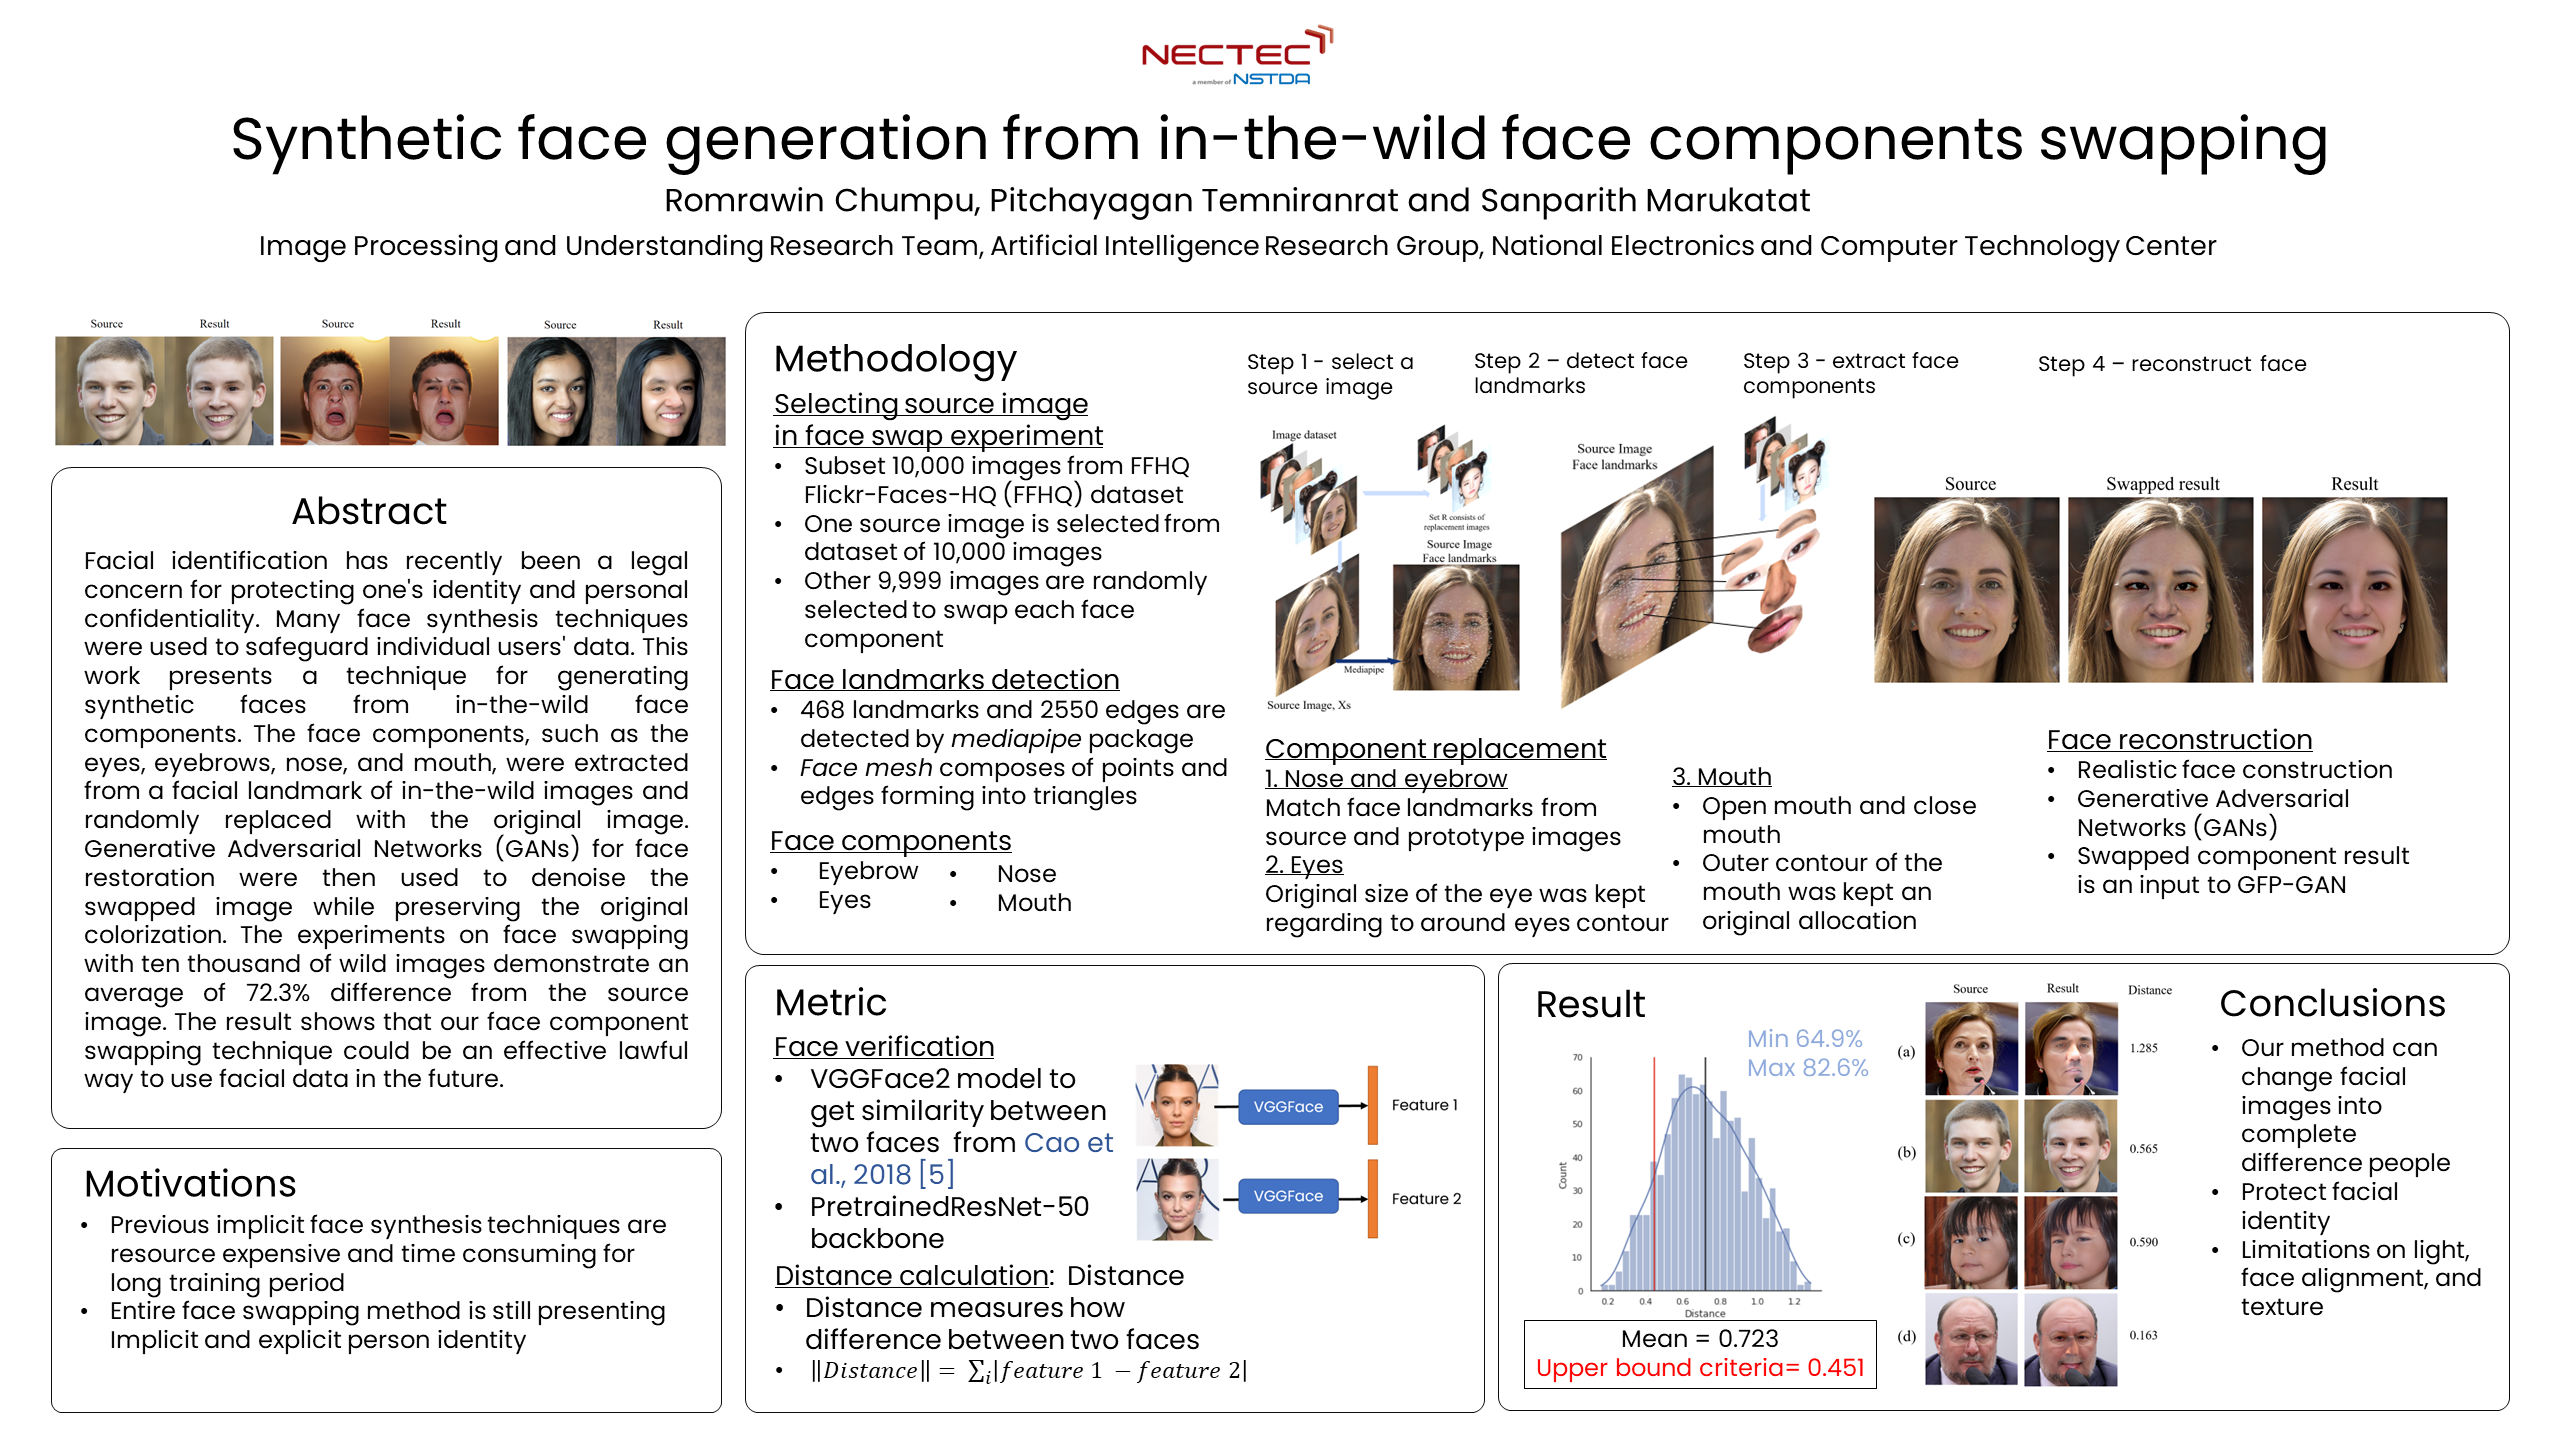 NECTEC
a member of NSTDA
Synthetic face generation from in-the-wild face components swapping
Romrawin Chumpu, Pitchayagan Temniranrat and Sanparith Marukatat
Image Processing and Understanding Research Team, Artificial Intelligence Research Group, National Electronics and Computer Technology Center
Source Result Source Result Source Result
Abstract
Facial identification has recently been a legal
concern for protecting one's identity and personal
confidentiality. Many face synthesis techniques
were used to safeguard individual users' data. This
work presents a technique for generating
synthetic faces from in-the-wild face
components. The face components, such as the
eyes, eyebrows, nose, and mouth, were extracted
from a facial landmark of in-the-wild images and
randomly replaced with the original image.
Generative Adversarial Networks (GANs) for face
restoration were then used to denoise the
swapped image while preserving the original
colorization. The experiments on face swapping
with ten thousand of wild images demonstrate an
average of 72.3% difference from the source
image. The result shows that our face component
swapping technique could be an effective lawful
way to use facial data in the future.
Motivations
• Previous implicit face synthesis techniques are
resource expensive and time consuming for
long training period
• Entire face swapping method is still presenting
Implicit and explicit person identity
Methodology
Selecting source image
in face swap experiment
• Subset 10,000 images from FFHQ
Flickr-Faces-HQ (FFHQ) dataset
• One source image is selected from
dataset of 10,000 images
• Other 9,999 images are randomly
selected to swap each face
component
Face landmarks detection
• 468 landmarks and 2550 edges are
detected by mediapipe package
• Face mesh composes of points and
edges forming into triangles
Face components
• Eyebrow • Nose
• Eyes • Mouth
Step 1 - select a
source image
Step 2 – detect face
landmarks
Step 3 - extract face
components
Step 4 – reconstruct face
Image dataset
Set R consists of
replacement images
Source Image
Face landmarks
Mediapipe
Source Image, Xs
Source Image
Face landmarks
Source Swapped result Result
Component replacement
1. Nose and eyebrow
Match face landmarks from
source and prototype images
2. Eyes
Original size of the eye was kept
regarding to around eyes contour
3. Mouth
• Open mouth and close
mouth
• Outer contour of the
mouth was kept an
original allocation
Face reconstruction
• Realistic face construction
• Generative Adversarial
Networks (GANs)
• Swapped component result
is an input to GFP-GAN
Metric
Face verification
• VGGFace2 model to
get similarity between
two faces from Cao et
al., 2018 [5]
• PretrainedResNet-50
backbone
Distance calculation: Distance
• Distance measures how
difference between two faces
• ‖Distance‖ = ∑i|feature 1 − feature 2|
VGGFace Feature 1
VGGFace Feature 2
Result
Min 64.9%
Max 82.6%
70
60
50
40
30
20
10
0
Count
0.2 0.4 0.6 0.8 1.0 1.2
Distance
Mean = 0.723
Upper bound criteria= 0.451
Source Result Distance
(a) 1.285
(b) 0.565
(c) 0.590
(d) 0.163
Conclusions
• Our method can
change facial
images into
complete
difference people
• Protect facial
identity
• Limitations on light,
face alignment, and
texture